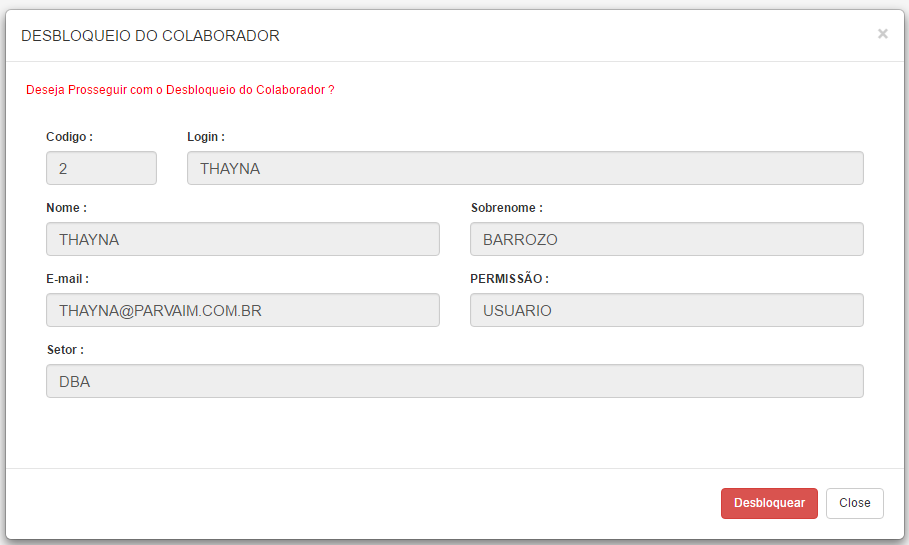 DESBLOQUEIO DO COLABORADOR ×
Deseja Prosseguir com o Desbloqueio do Colaborador ?
Codigo : Login :
2 THAYNA
Nome : Sobrenome :
THAYNA BARROZO
E-mail : PERMISSÃO :
THAYNA@PARVAIM.COM.BR USUARIO
Setor :
DBA
Desbloquear Close